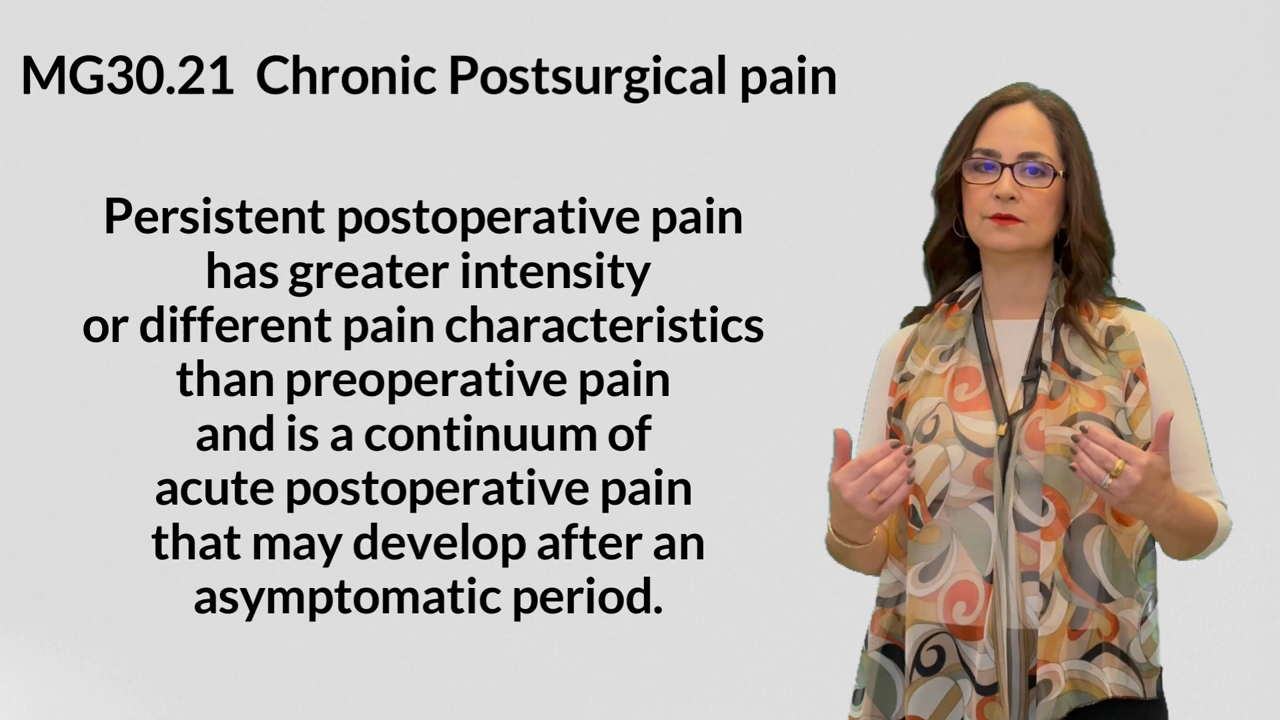 MG30.21 Chronic Postsurgical pain
Persistent postoperative pain
has greater intensity
or different pain characteristics
than preoperative pain
and is a continuum of
acute postoperative pain
that may develop after an
asymptomatic period.